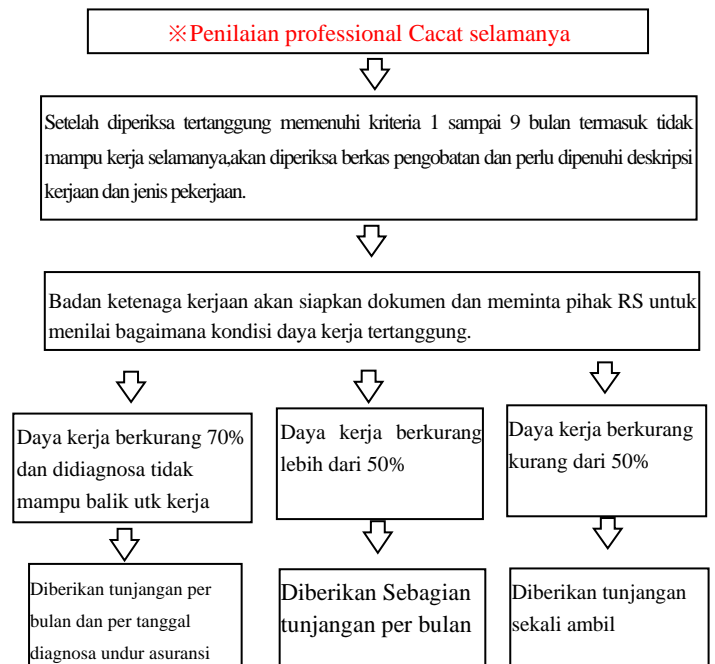 ※Penilaian professional Cacat selamanya
Setelah diperiksa tertanggung memenuhi kriteria 1 sampai 9 bulan termasuk tidak
mampu kerja selamanya,akan diperiksa berkas pengobatan dan perlu dipenuhi deskripsi
kerjaan dan jenis pekerjaan.
Badan ketenaga kerjaan akan siapkan dokumen dan meminta pihak RS untuk
menilai bagaimana kondisi daya kerja tertanggung.
Daya kerja berkurang 70%
dan didiagnosa tidak
mampu balik utk kerja
Daya kerja berkurang
lebih dari 50%
Daya kerja berkurang
kurang dari 50%
Diberikan tunjangan per
bulan dan per tanggal
diagnosa undur asuransi
Diberikan Sebagian
tunjangan per bulan
Diberikan tunjangan
sekali ambil